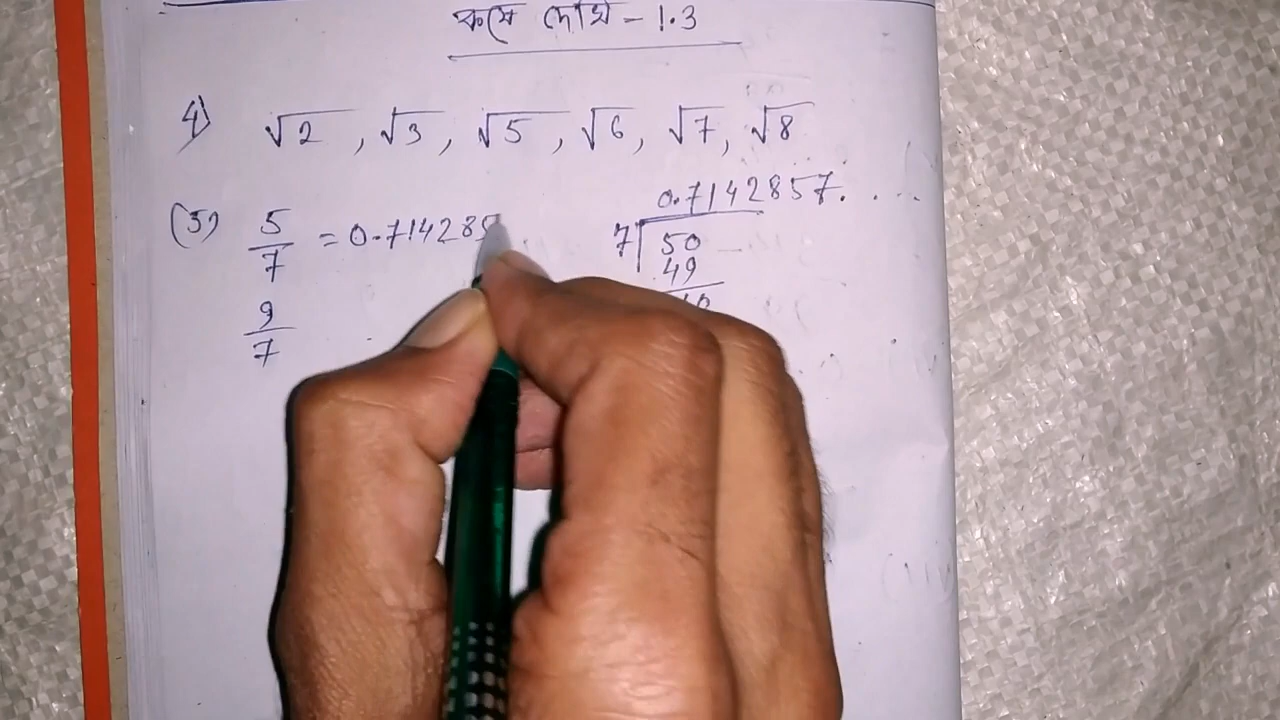 কষে দেখি - 1.3
4) √2, √3, √5, √6, √7, √8
0.7142857. ...
(5) 5/7 = 0.714285
7 50
49
10
9/7